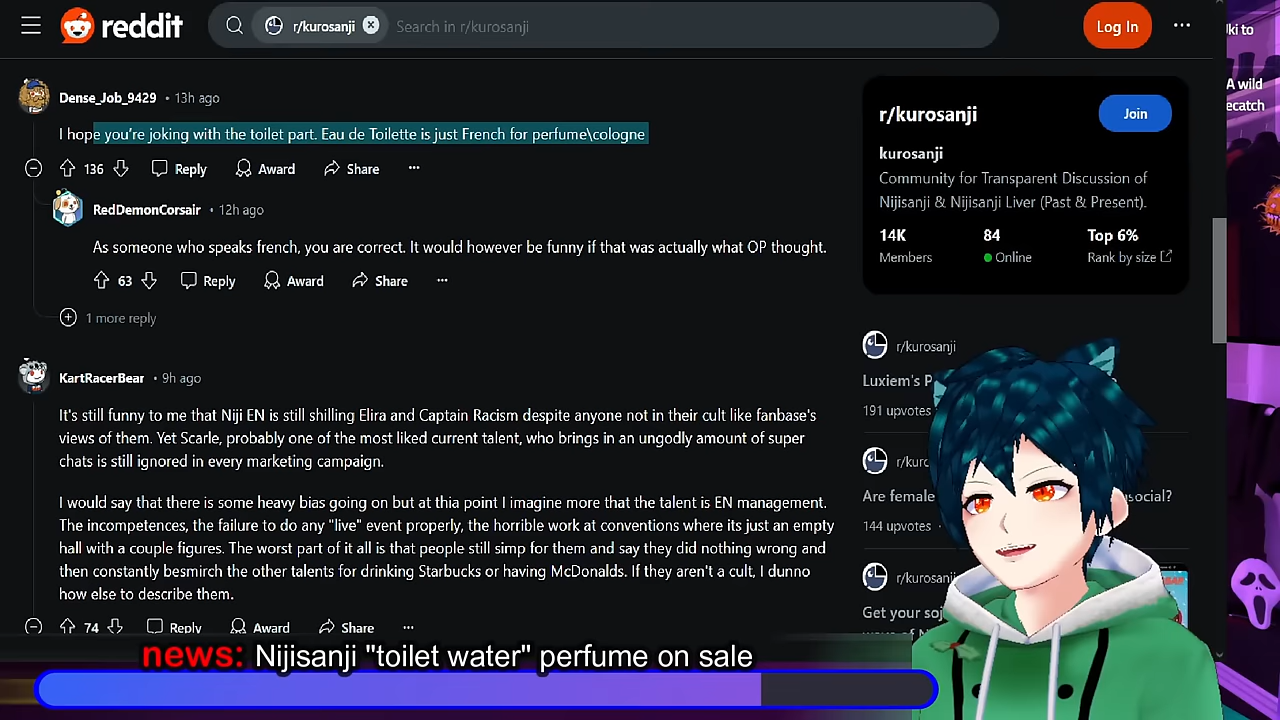 reddit
r/kurosanji
Search in r/kurosanji
Log In
Dense_Job_9429 • 13h ago
I hope you're joking with the toilet part. Eau de Toilette is just French for perfume\cologne
136 Reply Award Share
RedDemonCorsair • 12h ago
As someone who speaks french, you are correct. It would however be funny if that was actually what OP thought.
63 Reply Award Share
1 more reply
KartRacerBear • 9h ago
It's still funny to me that Niji EN is still shilling Elira and Captain Racism despite anyone not in their cult like fanbase's
views of them. Yet Scarle, probably one of the most liked current talent, who brings in an ungodly amount of super
chats is still ignored in every marketing campaign.
I would say that there is some heavy bias going on but at thia point I imagine more that the talent is EN management.
The incompetences, the failure to do any "live" event properly, the horrible work at conventions where its just an empty
hall with a couple figures. The worst part of it all is that people still simp for them and say they did nothing wrong and
then constantly besmirch the other talents for drinking Starbucks or having McDonalds. If they aren't a cult, I dunno
how else to describe them.
74 Reply Award Share
r/kurosanji
Join
kurosanji
Community for Transparent Discussion of
Nijisanji & Nijisanji Liver (Past & Present).
14K 84 Top 6%
Members Online Rank by size
r/kurosanji
Luxiem's
191 upvotes
Are female
144 upvotes
r/kurosanji
Get your
A wild
news: Nijisanji "toilet water" perfume on sale